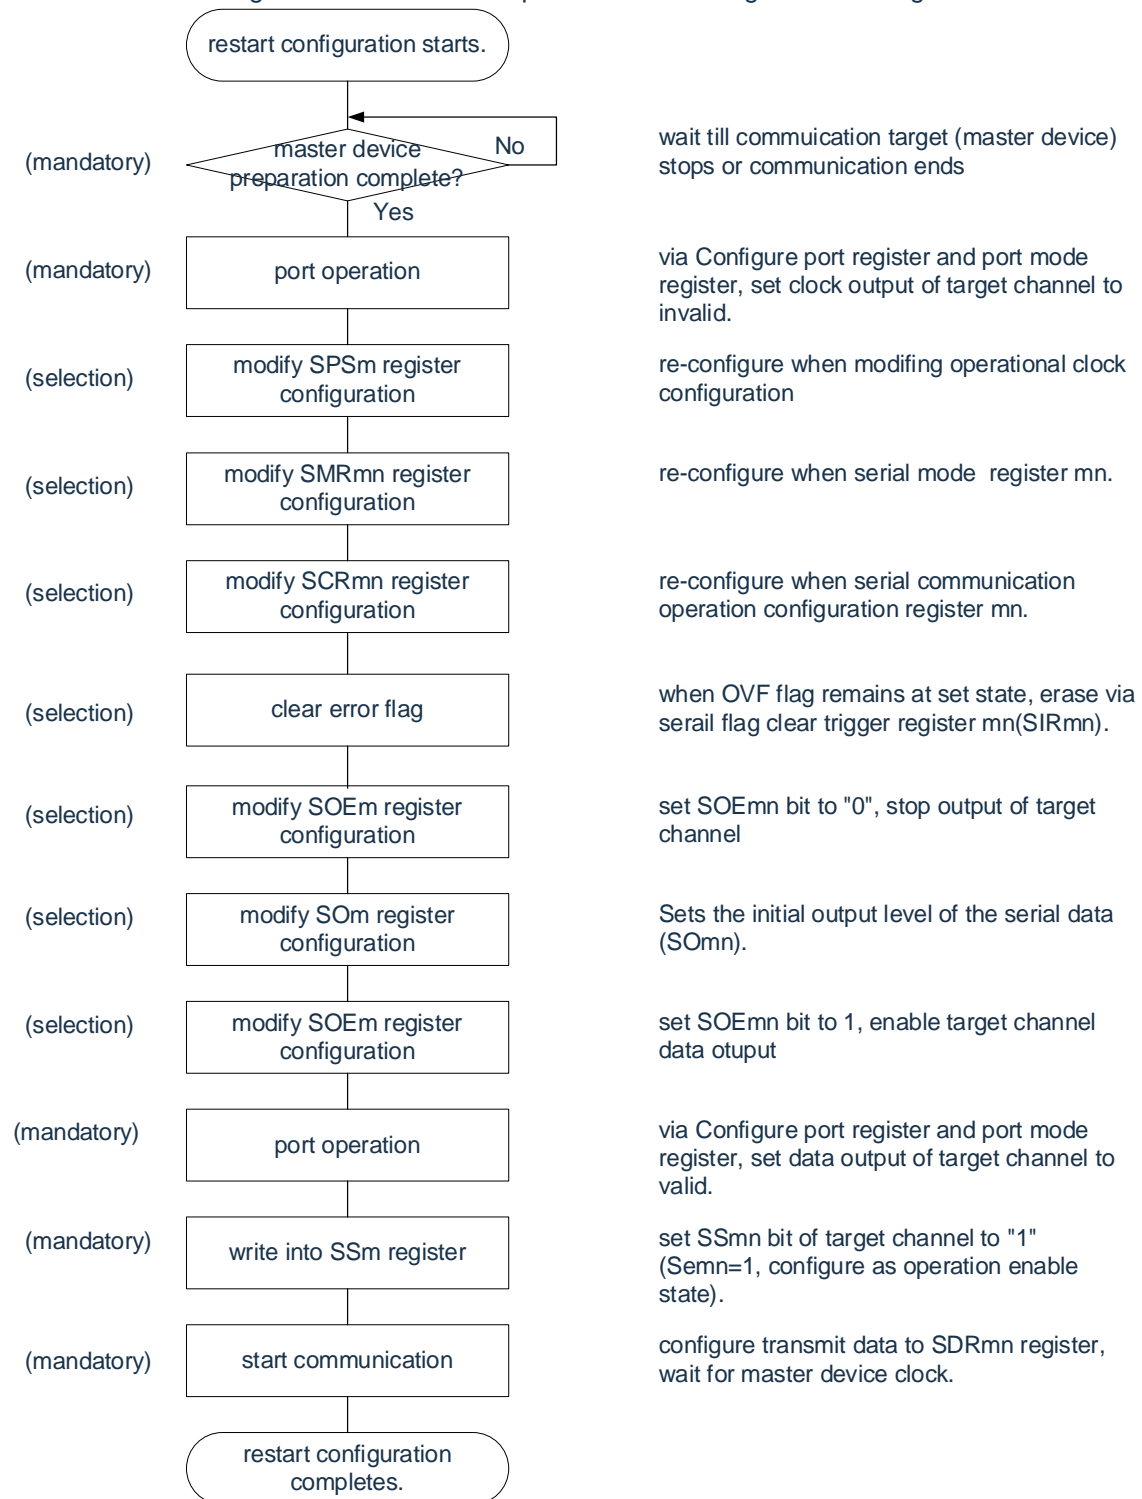 restart configuration starts.
(mandatory)
master device
preparation complete?
No
Yes
wait till commuication target (master device)
stops or communication ends
(mandatory)
port operation
via Configure port register and port mode
register, set clock output of target channel to
invalid.
(selection)
modify SPSm register
configuration
re-configure when modifing operational clock
configuration
(selection)
modify SMRmn register
configuration
re-configure when serial mode  register mn.
(selection)
modify SCRmn register
configuration
re-configure when serial communication
operation configuration register mn.
(selection)
clear error flag
when OVF flag remains at set state, erase via
serail flag clear trigger register mn(SIRmn).
(selection)
modify SOEm register
configuration
set SOEmn bit to "0", stop output of target
channel
(selection)
modify SOm register
configuration
Sets the initial output level of the serial data
(SOmn).
(selection)
modify SOEm register
configuration
set SOEmn bit to 1, enable target channel
data otuput
(mandatory)
port operation
via Configure port register and port mode
register, set data output of target channel to
valid.
(mandatory)
write into SSm register
set SSmn bit of target channel to "1"
(Semn=1, configure as operation enable
state).
(mandatory)
start communication
configure transmit data to SDRmn register,
wait for master device clock.
restart configuration
completes.